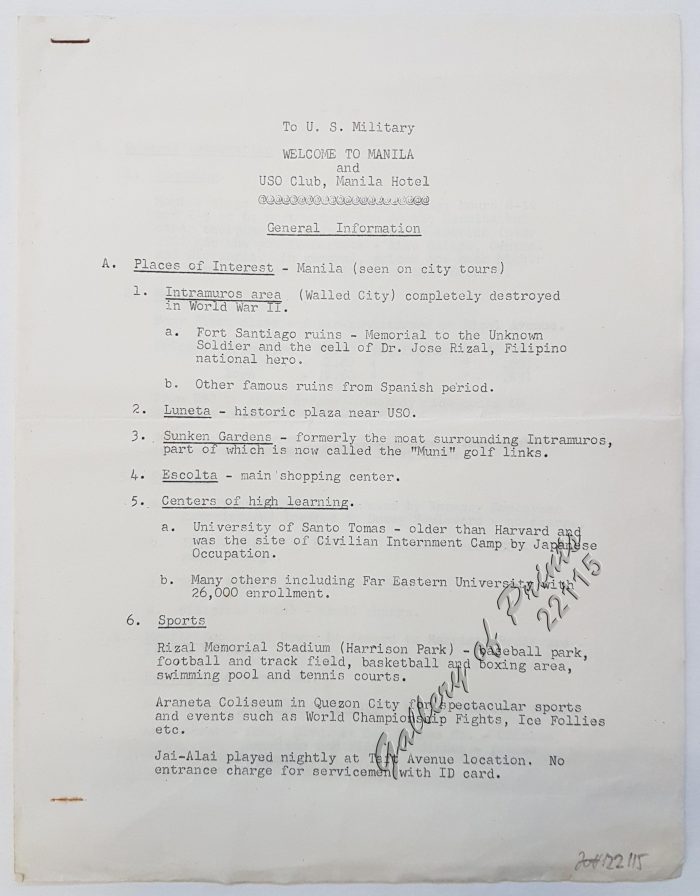 To U. S. Military
WELCOME TO MANILA
and
USO Club, Manila Hotel
@@@@@@@@@@@@@@@@@@@@@@@
General Information
A. Places of Interest - Manila (seen on city tours)
1. Intramuros area (Walled City) completely destroyed
in World War II.
a. Fort Santiago ruins - Memorial to the Unknown
Soldier and the cell of Dr. Jose Rizal, Filipino
national hero.
b. Other famous ruins from Spanish period.
2. Luneta - historic plaza near USO.
3. Sunken Gardens - formerly the moat surrounding Intramuros,
part of which is now called the "Muni" golf links.
4. Escolta - main shopping center.
5. Centers of high learning.
a. University of Santo Tomas - older than Harvard and
was the site of Civilian Internment Camp by Japanese
Occupation.
b. Many others including Far Eastern University with
26,000 enrollment.
6. Sports
Rizal Memorial Stadium (Harrison Park) - baseball park,
football and track field, basketball and boxing area,
swimming pool and tennis courts.
Araneta Coliseum in Quezon City for spectacular sports
and events such as World Championship Fights, Ice Follies
etc.
Jai-Alai played nightly at Taft Avenue location. No
entrance charge for servicemen with ID card.
Gallery of Prints
22115
22115